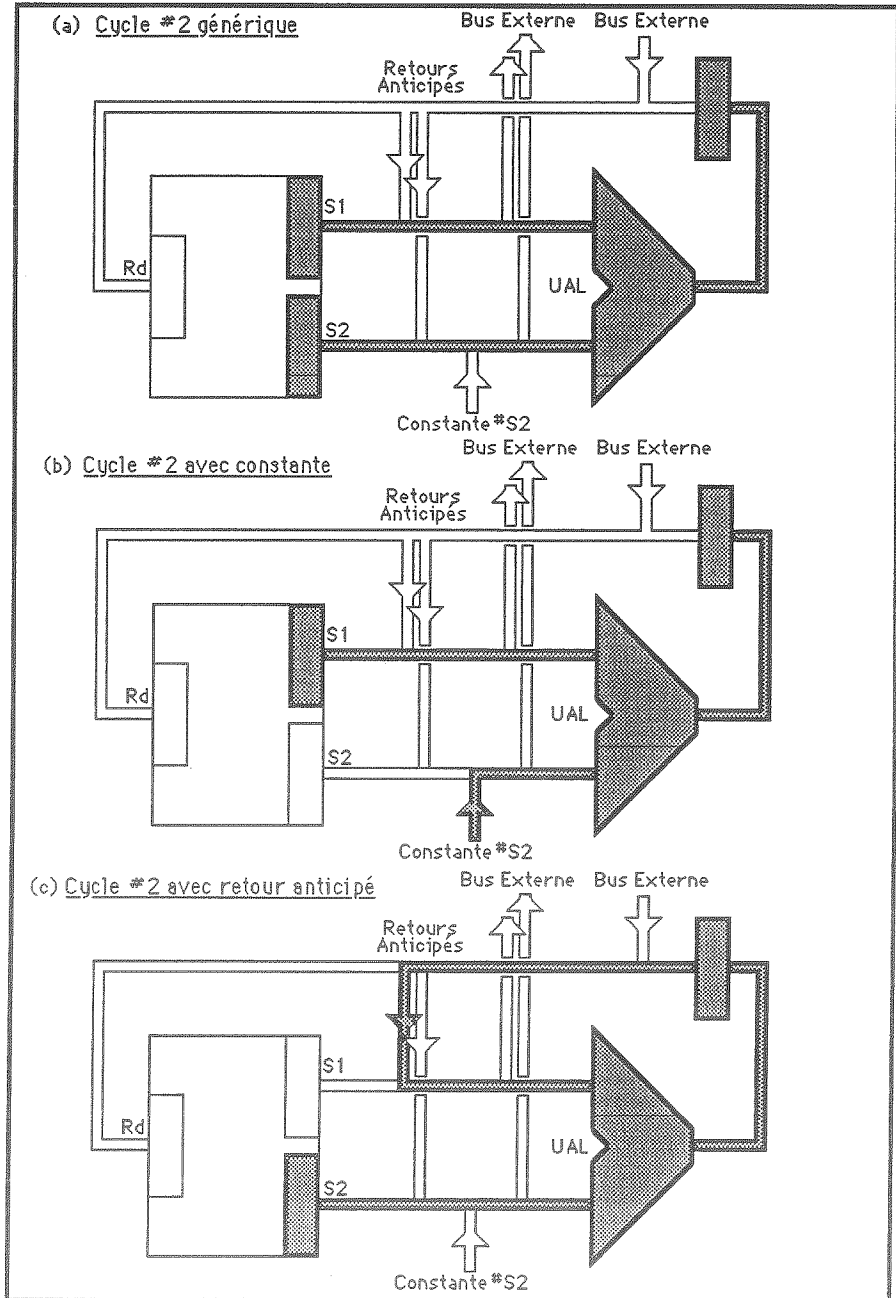 (a) Cycle #2 générique
Bus Externe
Bus Externe
Retours
Anticipés
S1
Rd
UAL
S2
Constante #S2
(b) Cycle #2 avec constante
Bus Externe
Bus Externe
Retours
Anticipés
S1
Rd
UAL
S2
Constante #S2
(c) Cycle #2 avec retour anticipé
Bus Externe
Bus Externe
Retours
Anticipés
S1
Rd
UAL
S2
Constante #S2